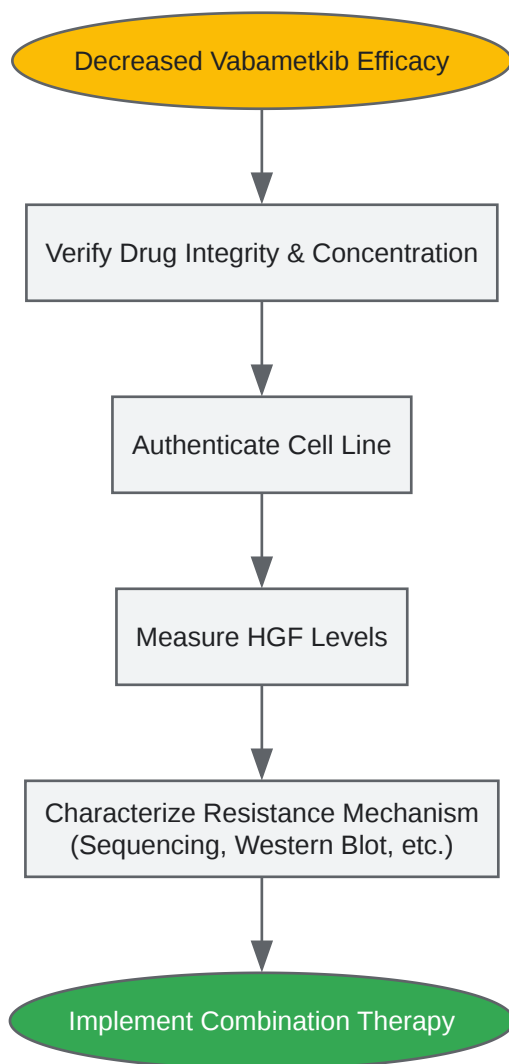 Decreased Vabametkib Efficacy
Verify Drug Integrity & Concentration
Authenticate Cell Line
Measure HGF Levels
Characterize Resistance Mechanism
(Sequencing, Western Blot, etc.)
Implement Combination Therapy